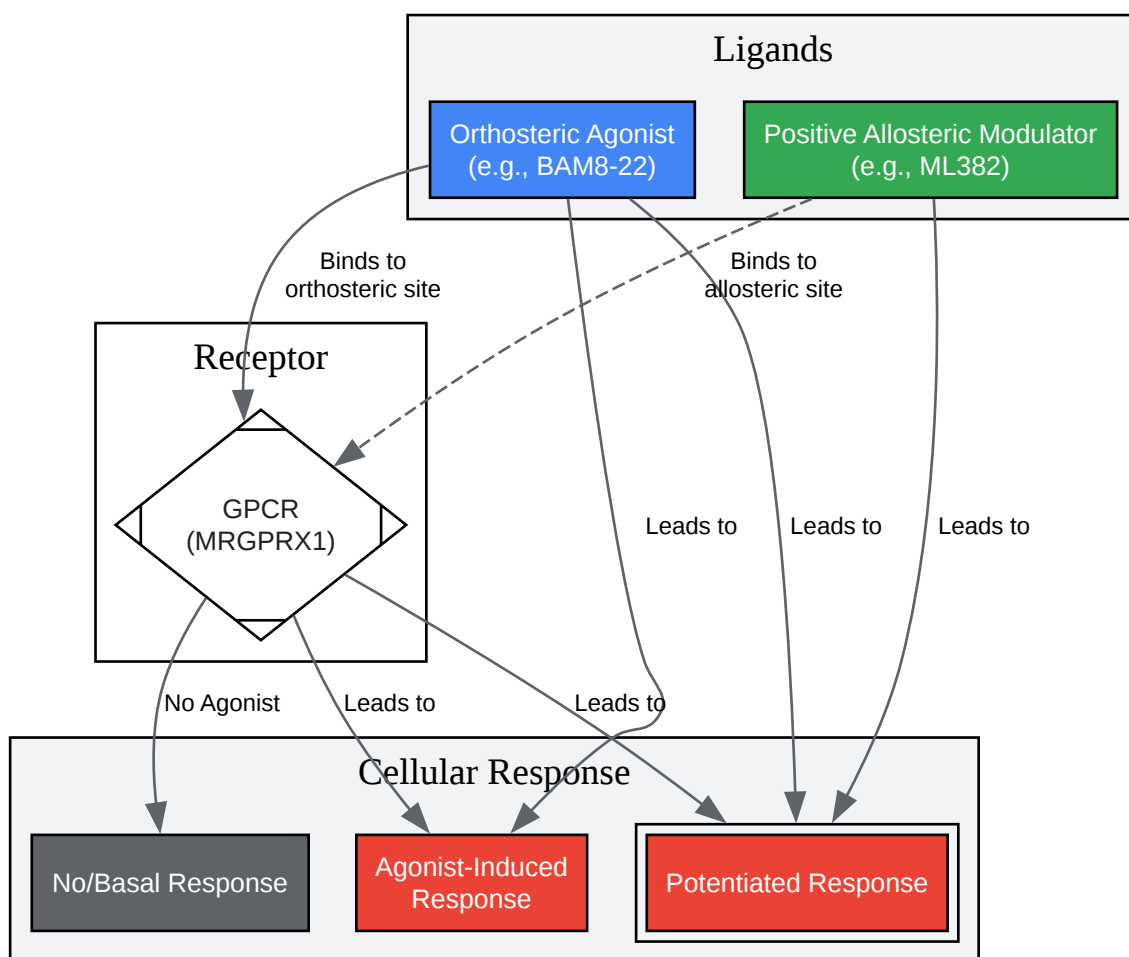 Ligands
Orthosteric Agonist
(e.g., BAM8-22)
Positive Allosteric Modulator
(e.g., ML382)
Binds to
orthosteric site
Binds to
allosteric site
Receptor
GPCR
(MRGPRX1)
Leads to
Leads to
Leads to
No Agonist
Leads to
Leads to
Cellular Response
No/Basal Response
Agonist-Induced
Response
Potentiated Response